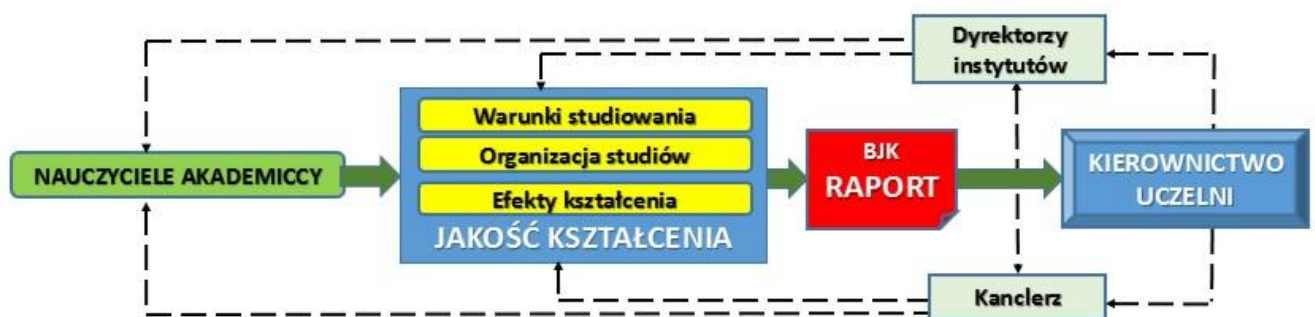 Dyrektorzy
instytutów
Warunki studiowania
Organizacja studiów
Efekty kształcenia
JAKOŚĆ KSZTAŁCENIA
NAUCZYCIELE AKADEMICCY
BJK
RAPORT
KIEROWNICTWO
UCZELNI
Kanclerz